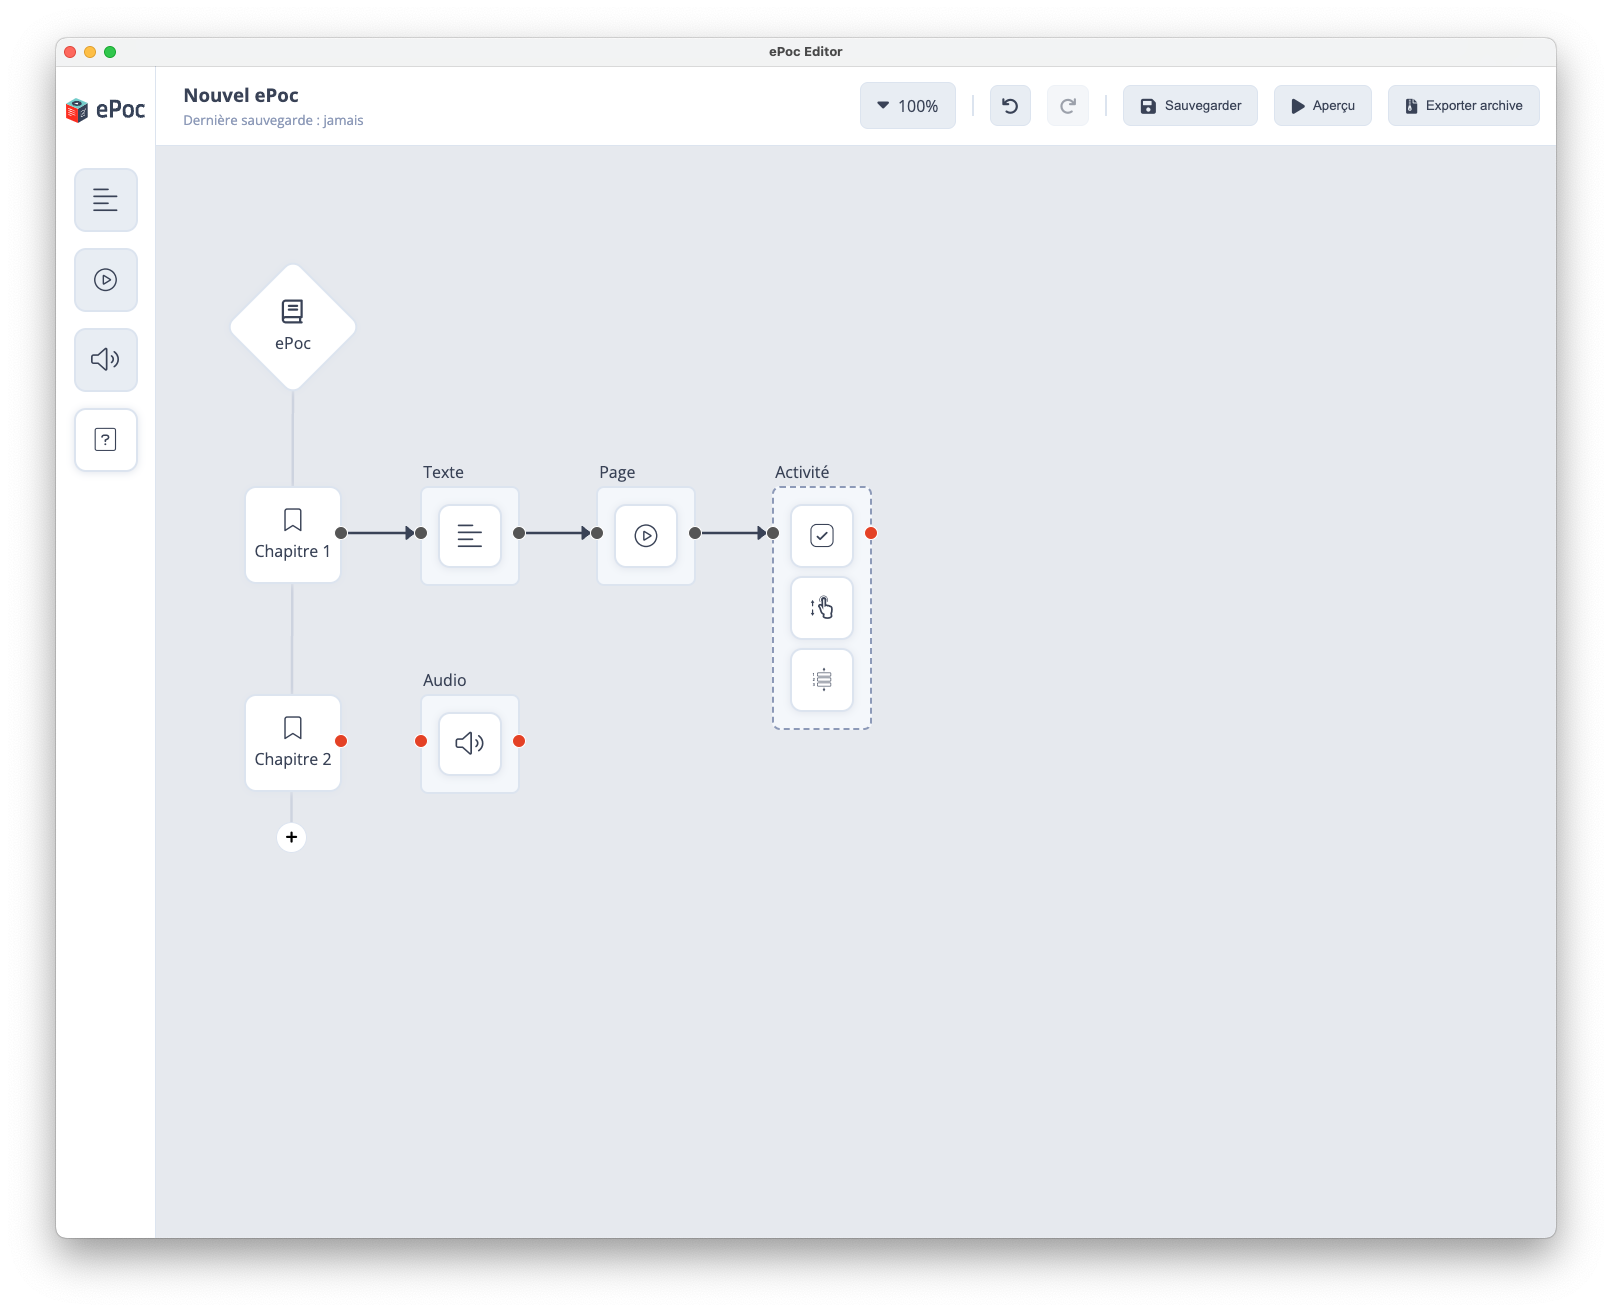 ePoc Editor
ePoc
Nouvel ePoc
Dernière sauvegarde : jamais
100%
Sauvegarder
Aperçu
Exporter archive
ePoc
Texte
Page
Activité
Chapitre 1
Audio
Chapitre 2